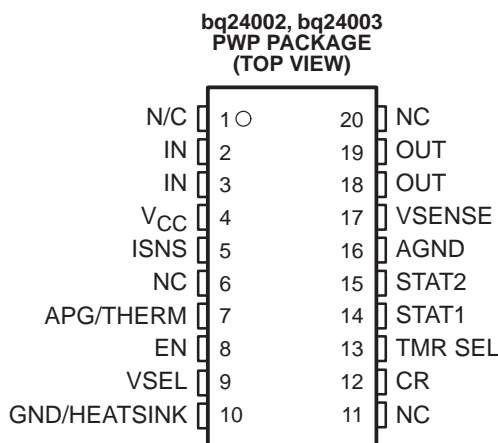 bq24002, bq24003
PWP PACKAGE
(TOP VIEW)
N/C 1 20 NC
IN 2 19 OUT
IN 3 18 OUT
VCC 4 17 VSENSE
ISNS 5 16 AGND
NC 6 15 STAT2
APG/THERM 7 14 STAT1
EN 8 13 TMR SEL
VSEL 9 12 CR
GND/HEATSINK 10 11 NC